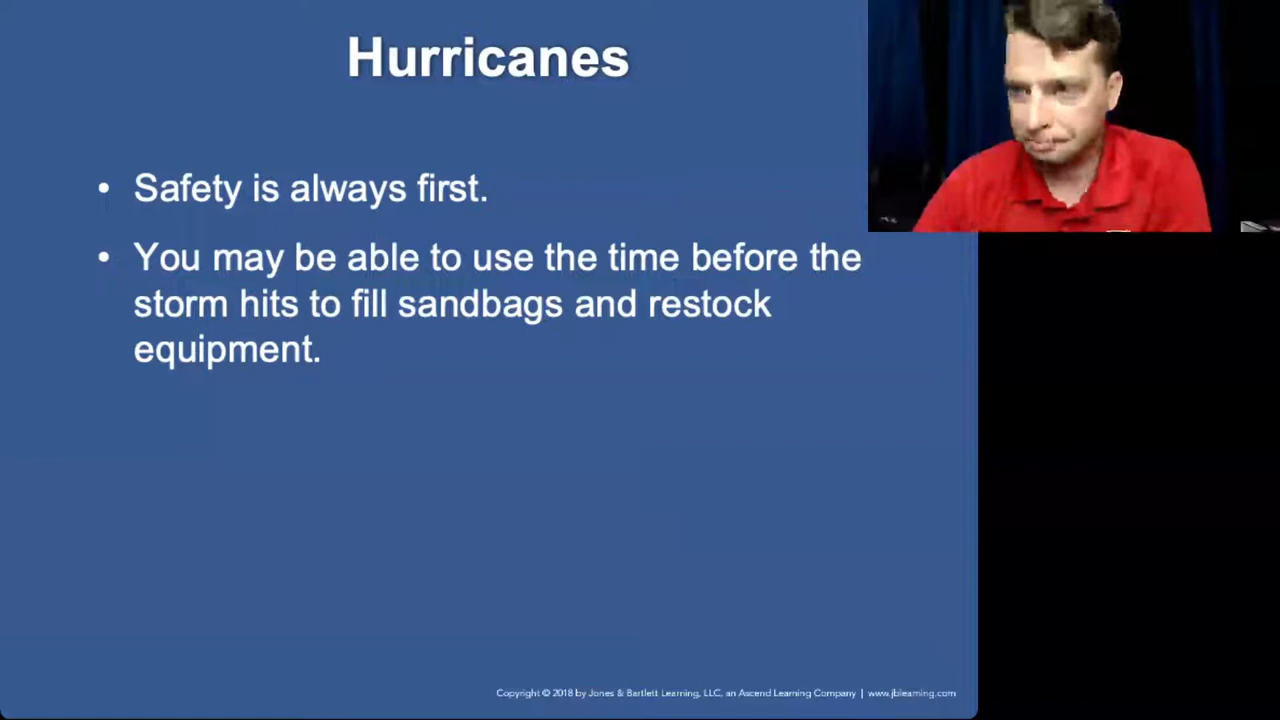 Hurricanes
• Safety is always first.
• You may be able to use the time before the
storm hits to fill sandbags and restock
equipment.
Copyright © 2018 by Jones & Bartlett Learning, LLC, an Ascend Learning Company | www.jblearning.com